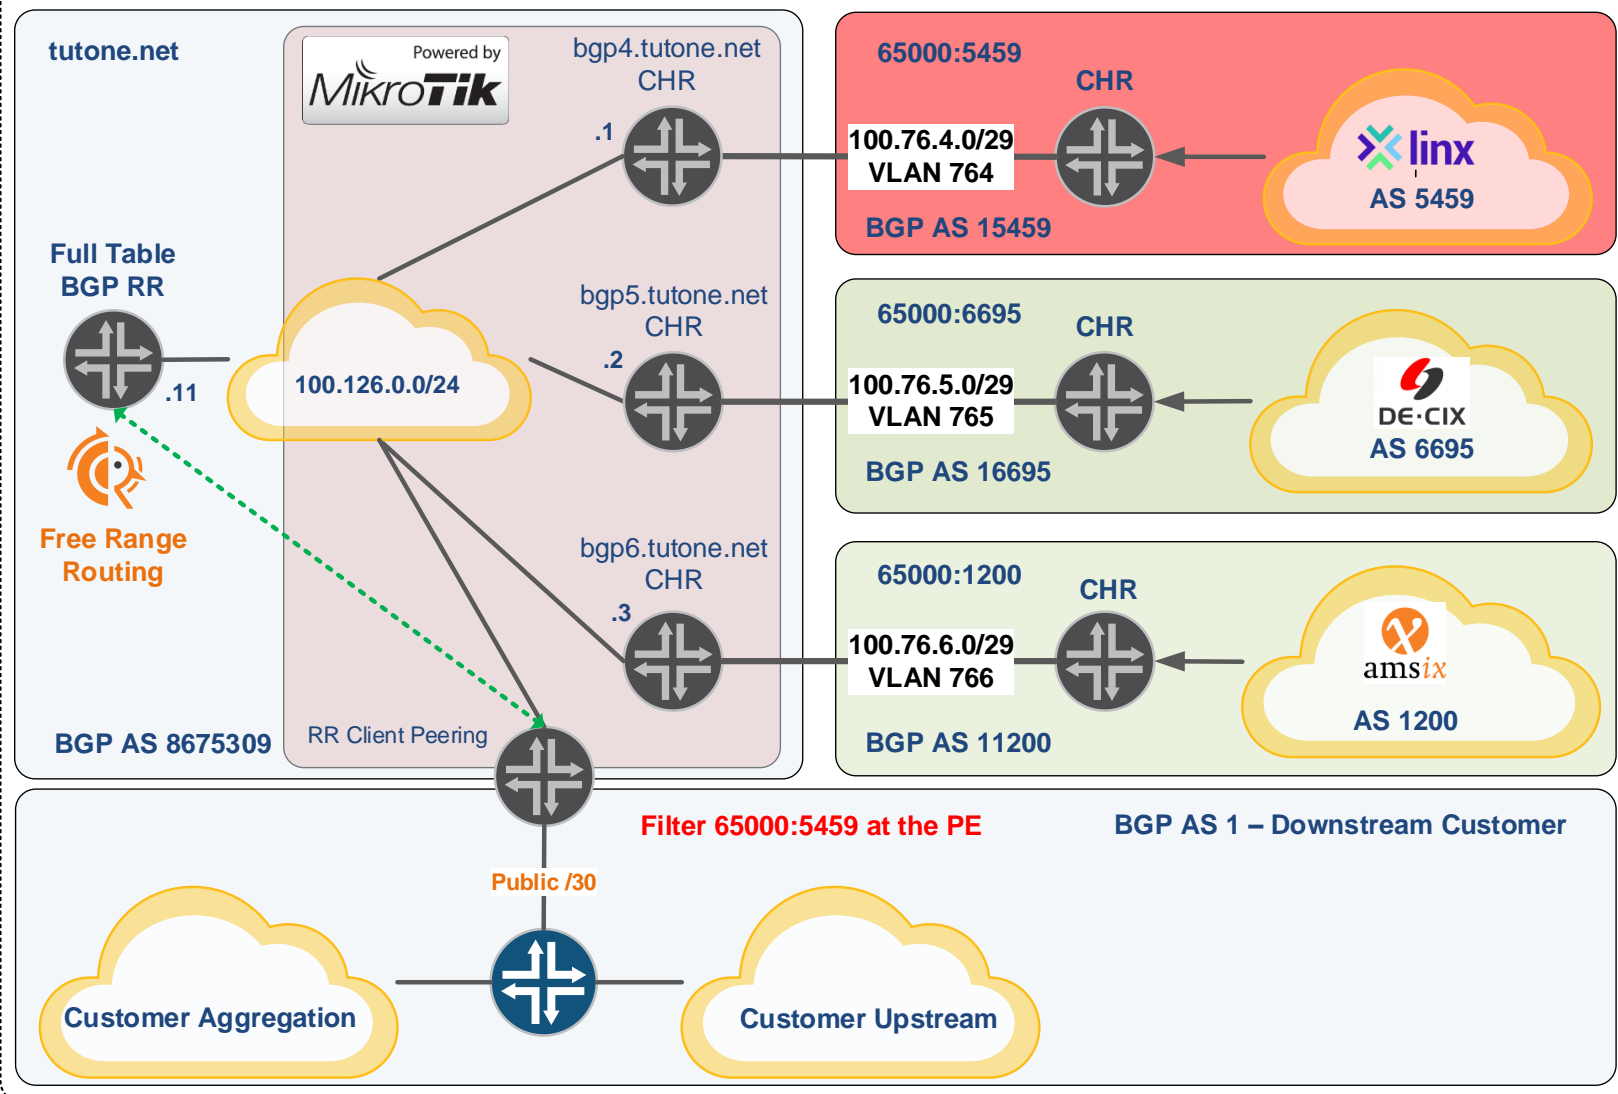 tutone.net
Powered by
MikroTik
bgp4.tutone.net
CHR
.1
65000:5459
CHR
100.76.4.0/29
VLAN 764
linx
AS 5459
BGP AS 15459
Full Table
BGP RR
.11
100.126.0.0/24
bgp5.tutone.net
CHR
.2
65000:6695
CHR
100.76.5.0/29
VLAN 765
DE-CIX
AS 6695
BGP AS 16695
Free Range
Routing
bgp6.tutone.net
CHR
.3
65000:1200
CHR
100.76.6.0/29
VLAN 766
amsix
AS 1200
BGP AS 11200
BGP AS 8675309
RR Client Peering
Filter 65000:5459 at the PE
BGP AS 1 – Downstream Customer
Public /30
Customer Aggregation
Customer Upstream